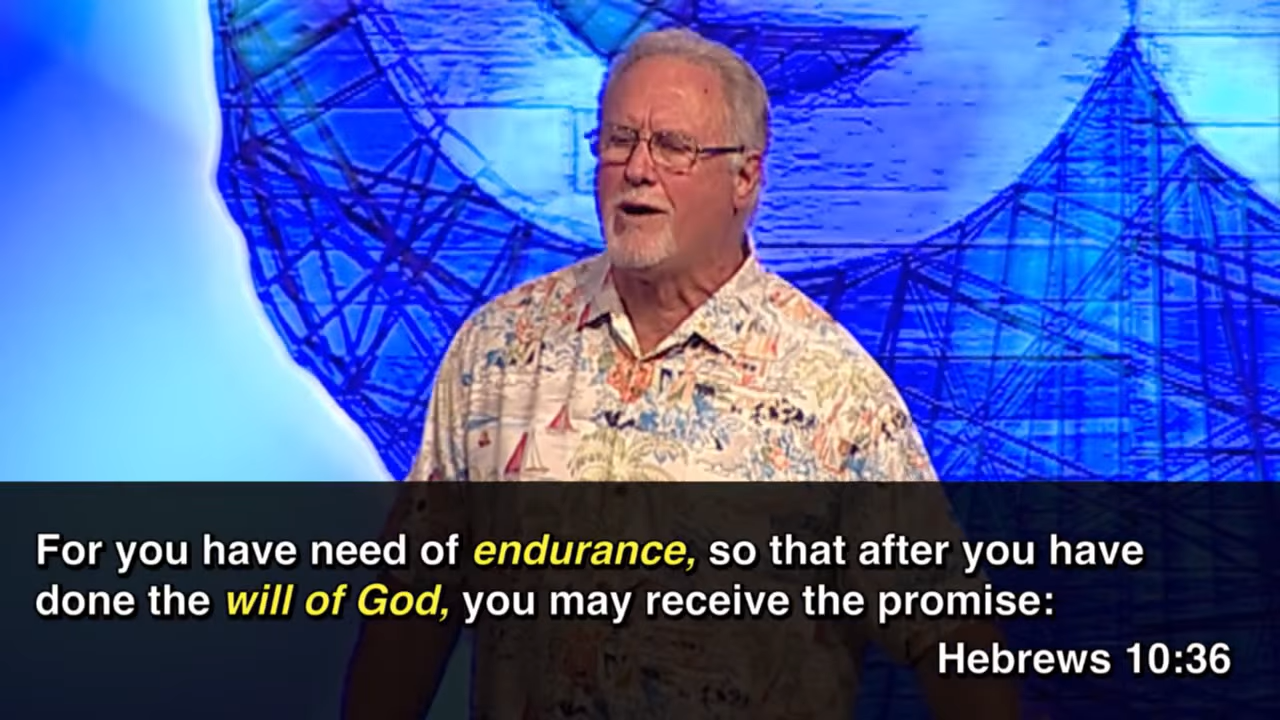 For you have need of endurance, so that after you have
done the will of God, you may receive the promise:
Hebrews 10:36